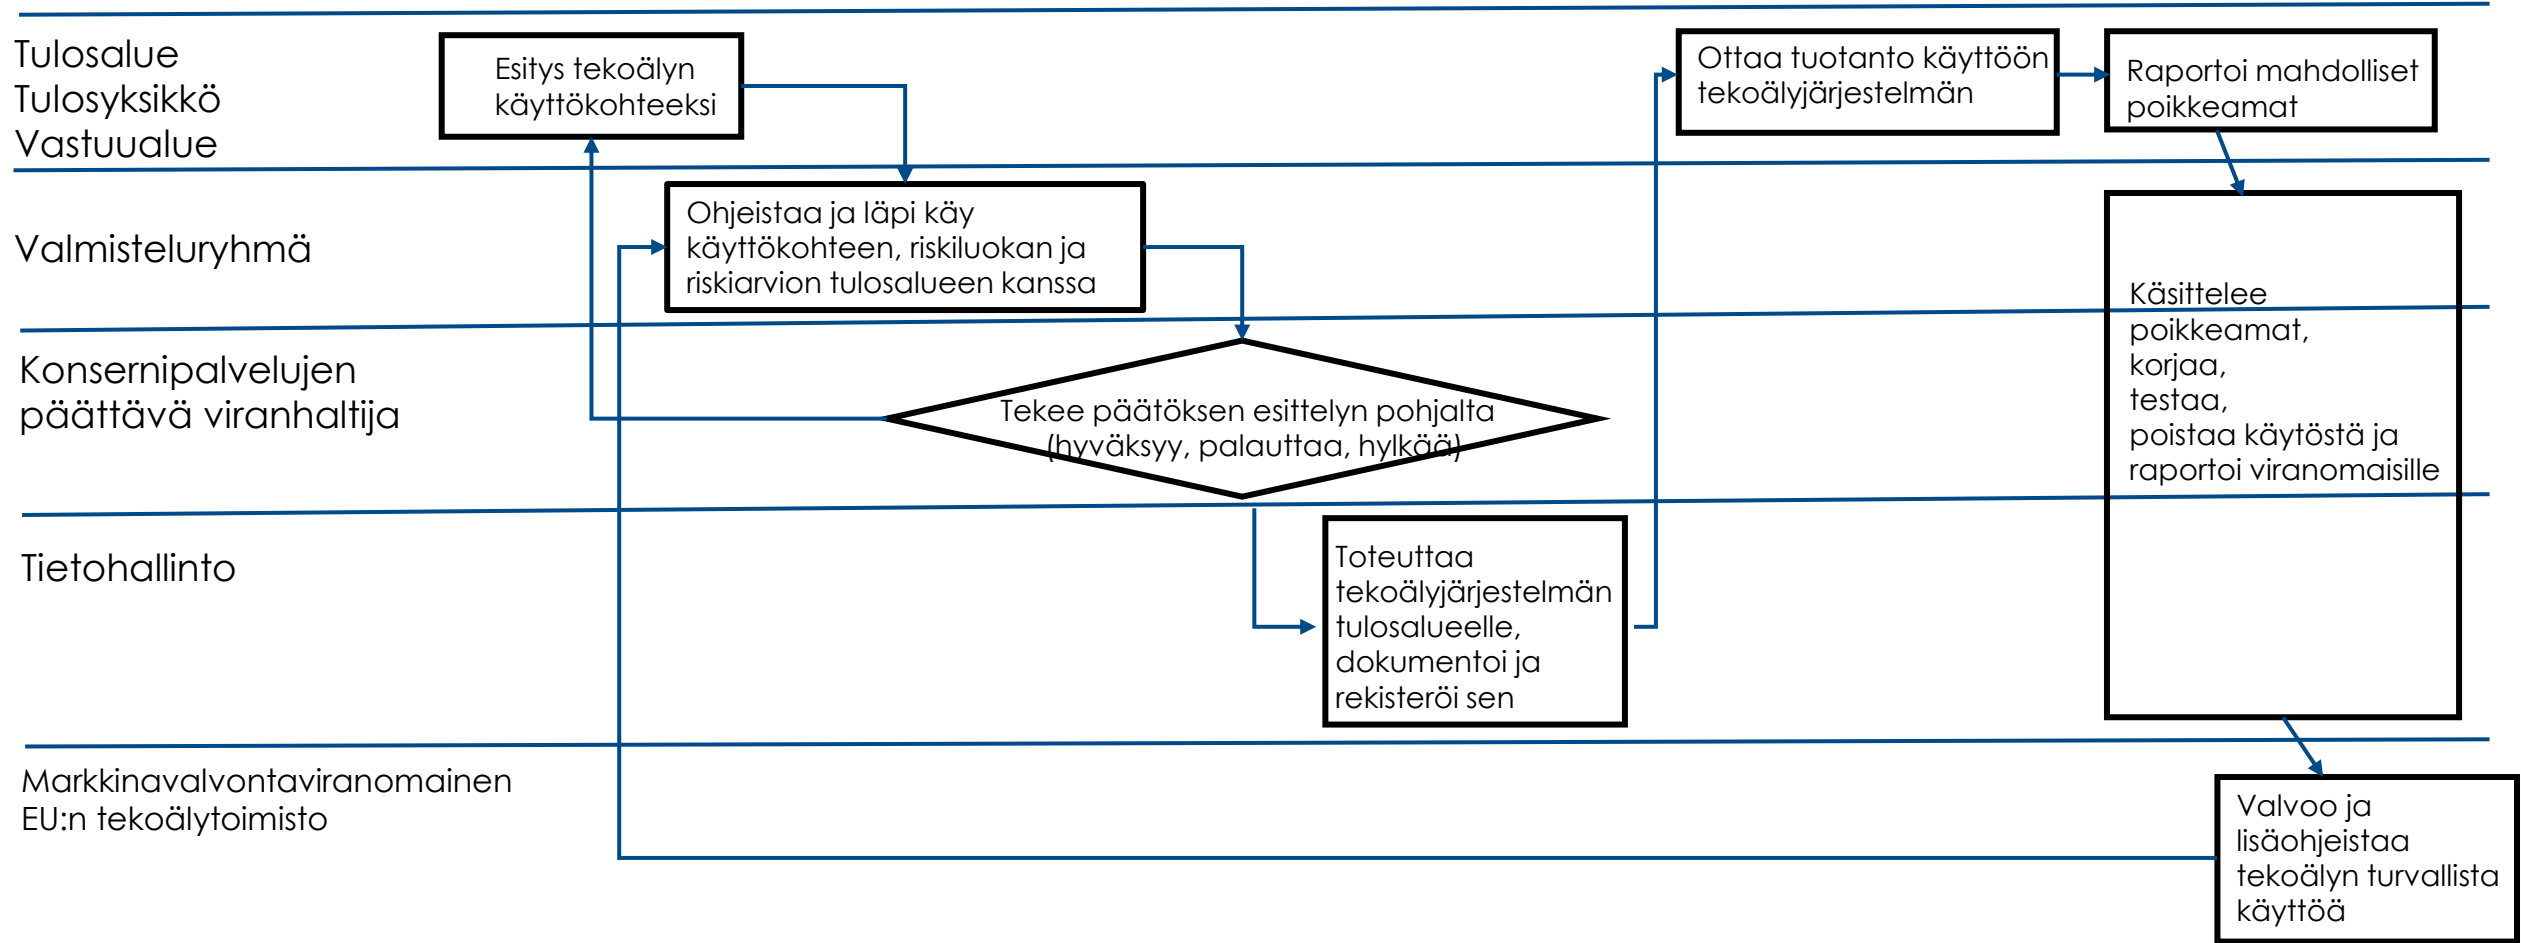 Tulosalue
Tulosyksikkö
Vastuualue
Esitys tekoälyn
käyttökohteeksi
Ottaa tuotanto käyttöön
tekoälyjärjestelmän
Raportoi mahdolliset
poikkeamat
Valmisteluryhmä
Ohjeistaa ja läpi käy
käyttökohteen, riskiluokan ja
riskiarvion tulosalueen kanssa
Käsittelee
poikkeamat,
korjaa,
testaa,
poistaa käytöstä ja
raportoi viranomaisille
Konsernipalvelujen
päättävä viranhaltija
Tekee päätöksen esittelyn pohjalta
(hyväksyy, palauttaa, hylkää)
Tietohallinto
Toteuttaa
tekoälyjärjestelmän
tulosalueelle,
dokumentoi ja
rekisteröi sen
Markkinavalvontaviranomainen
EU:n tekoälytoimisto
Valvoo ja
lisäohjeistaa
tekoälyn turvallista
käyttöä